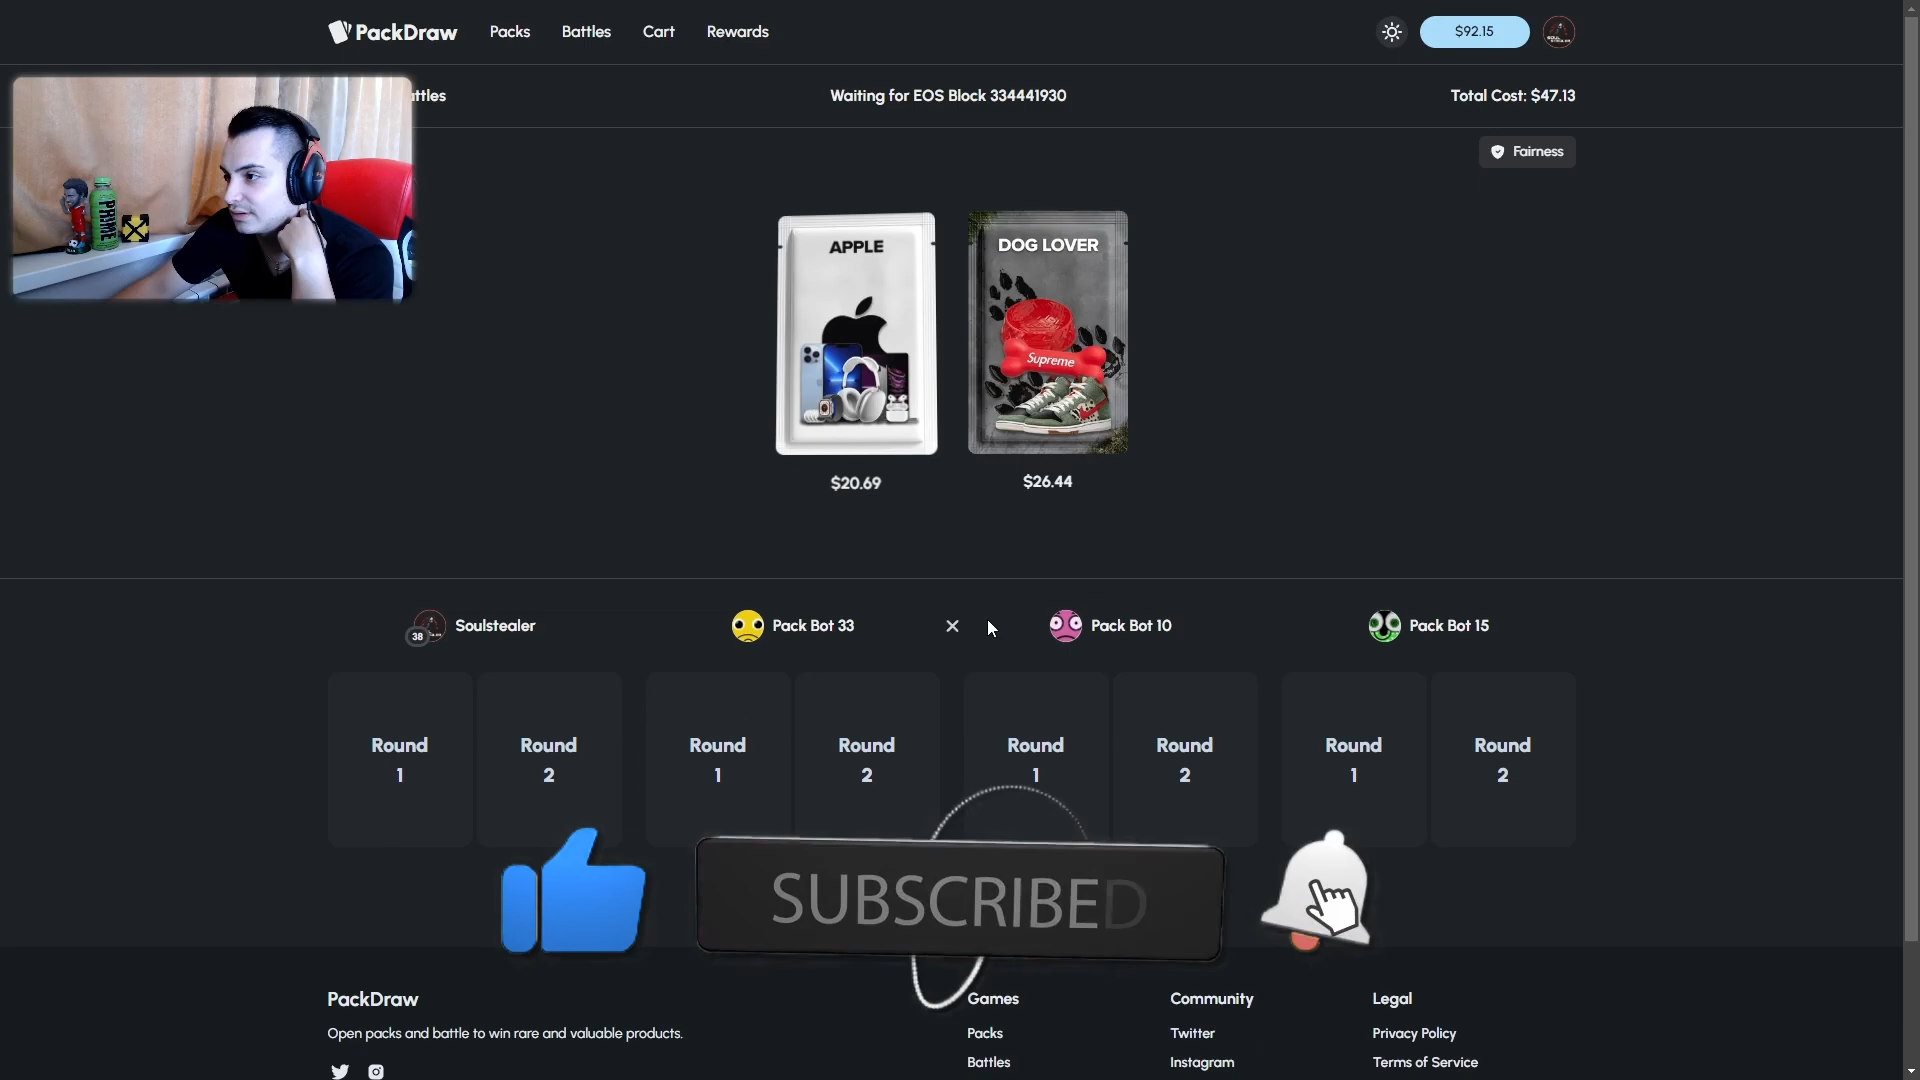 PackDraw Packs Battles Cart Rewards $92.15
ttles Waiting for EOS Block 334441930 Total Cost: $47.13
Fairness
PRIME
APPLE
DOG LOVER
Supreme
$20.69
$26.44
38 Soulstealer Pack Bot 33 Pack Bot 10 Pack Bot 15
Round 1
Round 2
Round 1
Round 2
Round 1
Round 2
Round 1
Round 2
SUBSCRIBED
PackDraw
Open packs and battle to win rare and valuable products.
Games
Packs
Battles
Community
Twitter
Instagram
Legal
Privacy Policy
Terms of Service